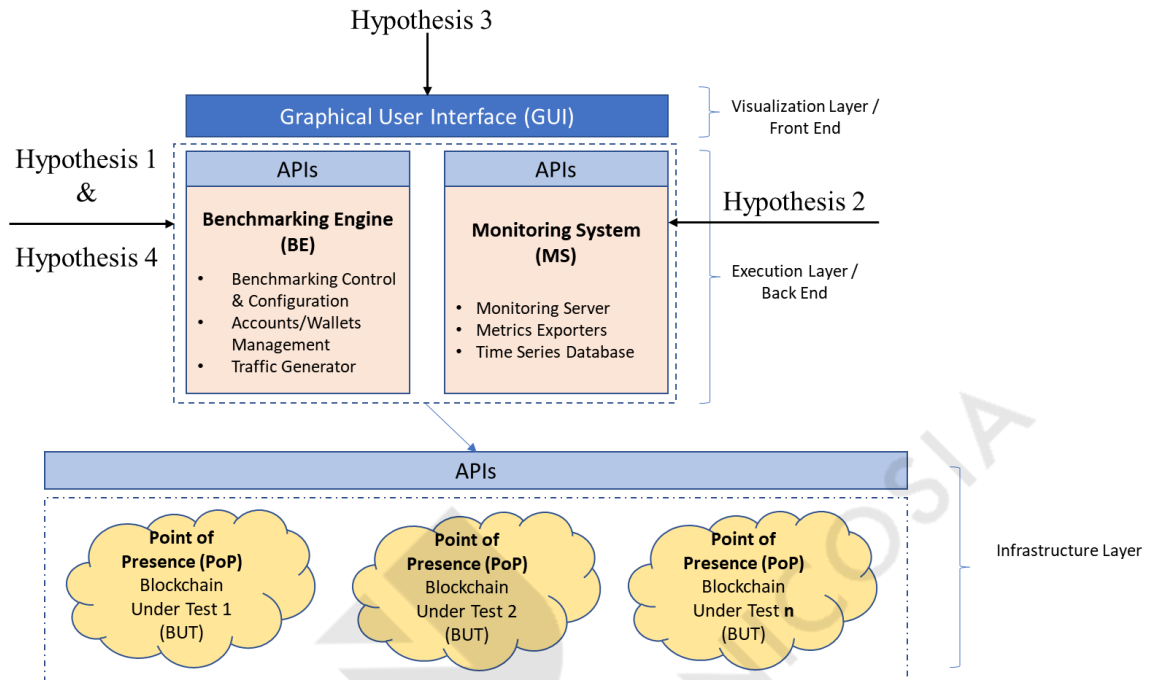 Hypothesis 3
Graphical User Interface (GUI)
Visualization Layer /
Front End
Hypothesis 1
&
Hypothesis 4
APIs
Benchmarking Engine
(BE)
• Benchmarking Control
& Configuration
• Accounts/Wallets
Management
• Traffic Generator
APIs
Monitoring System
(MS)
• Monitoring Server
• Metrics Exporters
• Time Series Database
Hypothesis 2
Execution Layer /
Back End
APIs
Point of
Presence (PoP)
Blockchain
Under Test 1
(BUT)
Point of
Presence (PoP)
Blockchain
Under Test 2
(BUT)
Point of
Presence (PoP)
Blockchain
Under Test n
(BUT)
Infrastructure Layer
NICOSIA